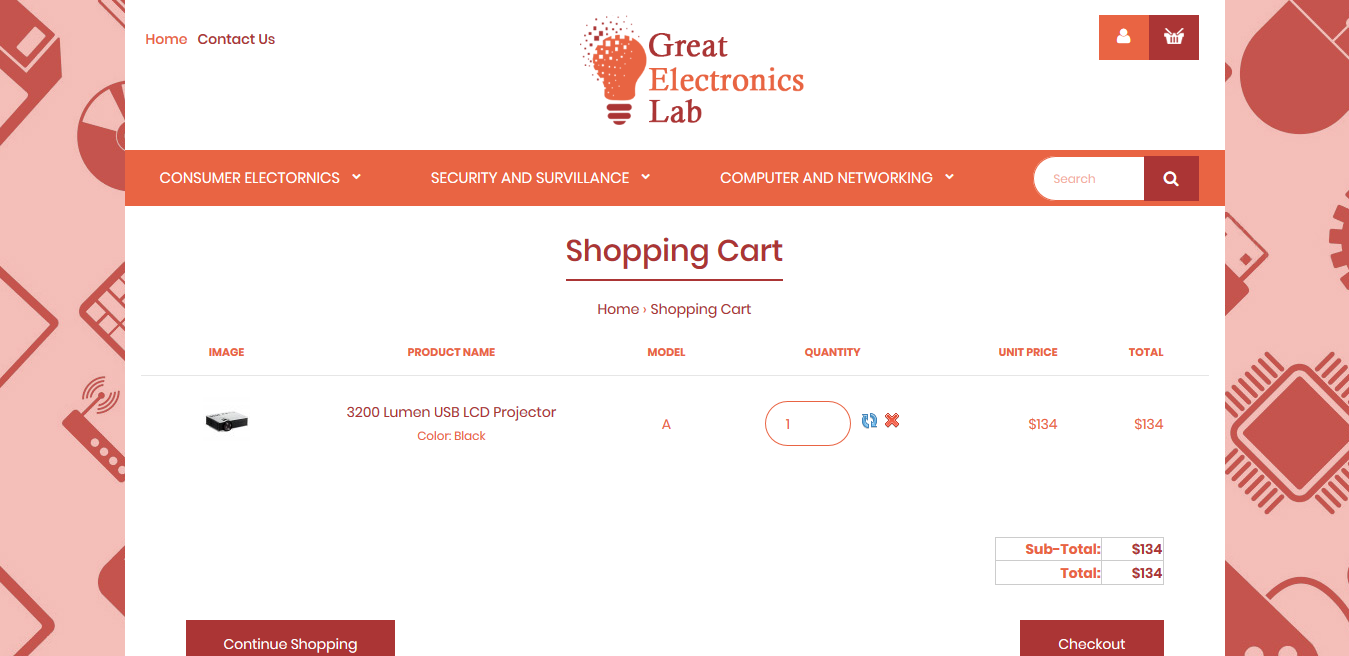 Home Contact Us
Great
Electronics
Lab
CONSUMER ELECTORNICS SECURITY AND SURVILLANCE COMPUTER AND NETWORKING Search
Shopping Cart
Home › Shopping Cart
IMAGE PRODUCT NAME MODEL QUANTITY UNIT PRICE TOTAL
3200 Lumen USB LCD Projector
Color: Black
A 1 $134 $134
Sub-Total: $134
Total: $134
Continue Shopping Checkout